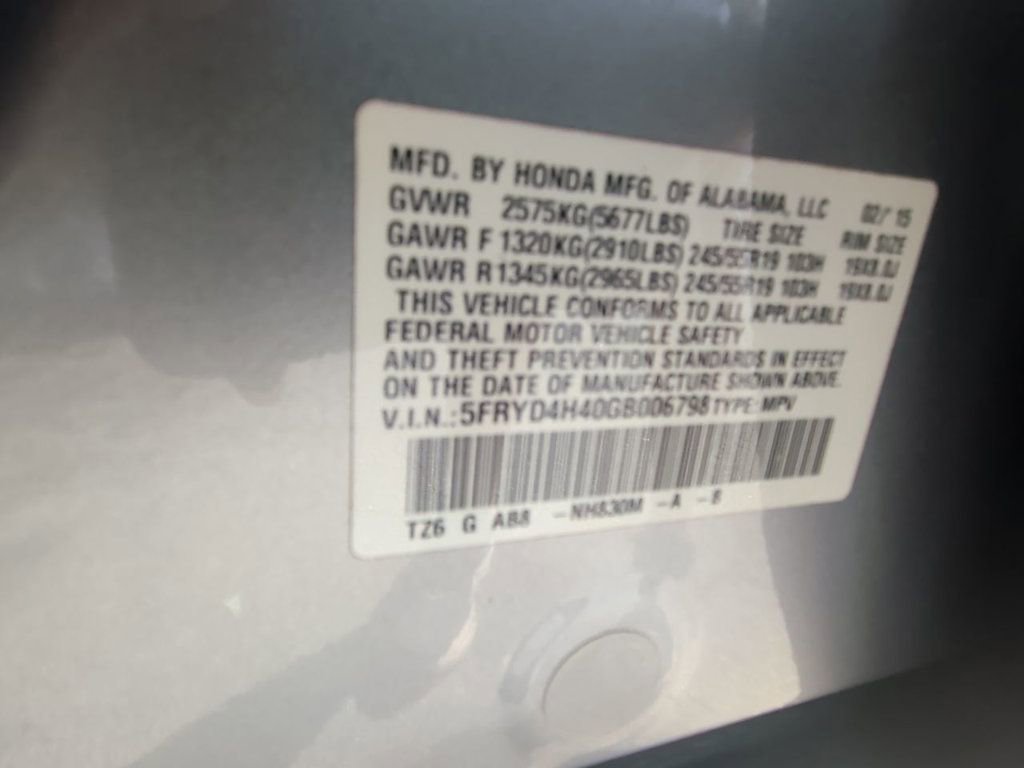 MFD. BY HONDA MFG. OF ALABAMA, LLC 02/ 15
GVWR 2575KG(5677LBS) TIRE SIZE RIM SIZE
GAWR F 1320KG(2910LBS) 245/55R19 103H 19X8.0J
GAWR R1345KG(2965LBS) 245/55R19 103H 19X8.0J
THIS VEHICLE CONFORMS TO ALL APPLICABLE
FEDERAL MOTOR VEHICLE SAFETY
AND THEFT PREVENTION STANDARDS IN EFFECT
ON THE DATE OF MANUFACTURE SHOWN ABOVE.
V.I.N.:5FRYD4H40GB006798 TYPE:MPV
TZ6 G AB8 -NH830M -A -B